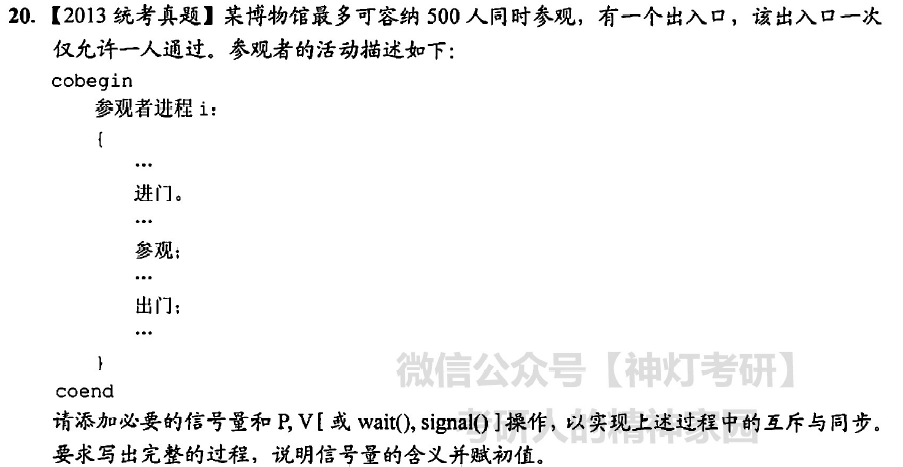 20.【2013 统考真题】某博物馆最多可容纳 500 人同时参观，有一个出入口，该出入口一次
仅允许一人通过。参观者的活动描述如下：
cobegin
参观者进程 i：
{
…
进门。
…
参观；
…
出门；
…
}
微信公众号【神灯考研】
coend
请添加必要的信号量和 P, V [ 或 wait(), signal() ] 操作，以实现上述过程中的互斥与同步。
考研人的精神家园
要求写出完整的过程，说明信号量的含义并赋初值。